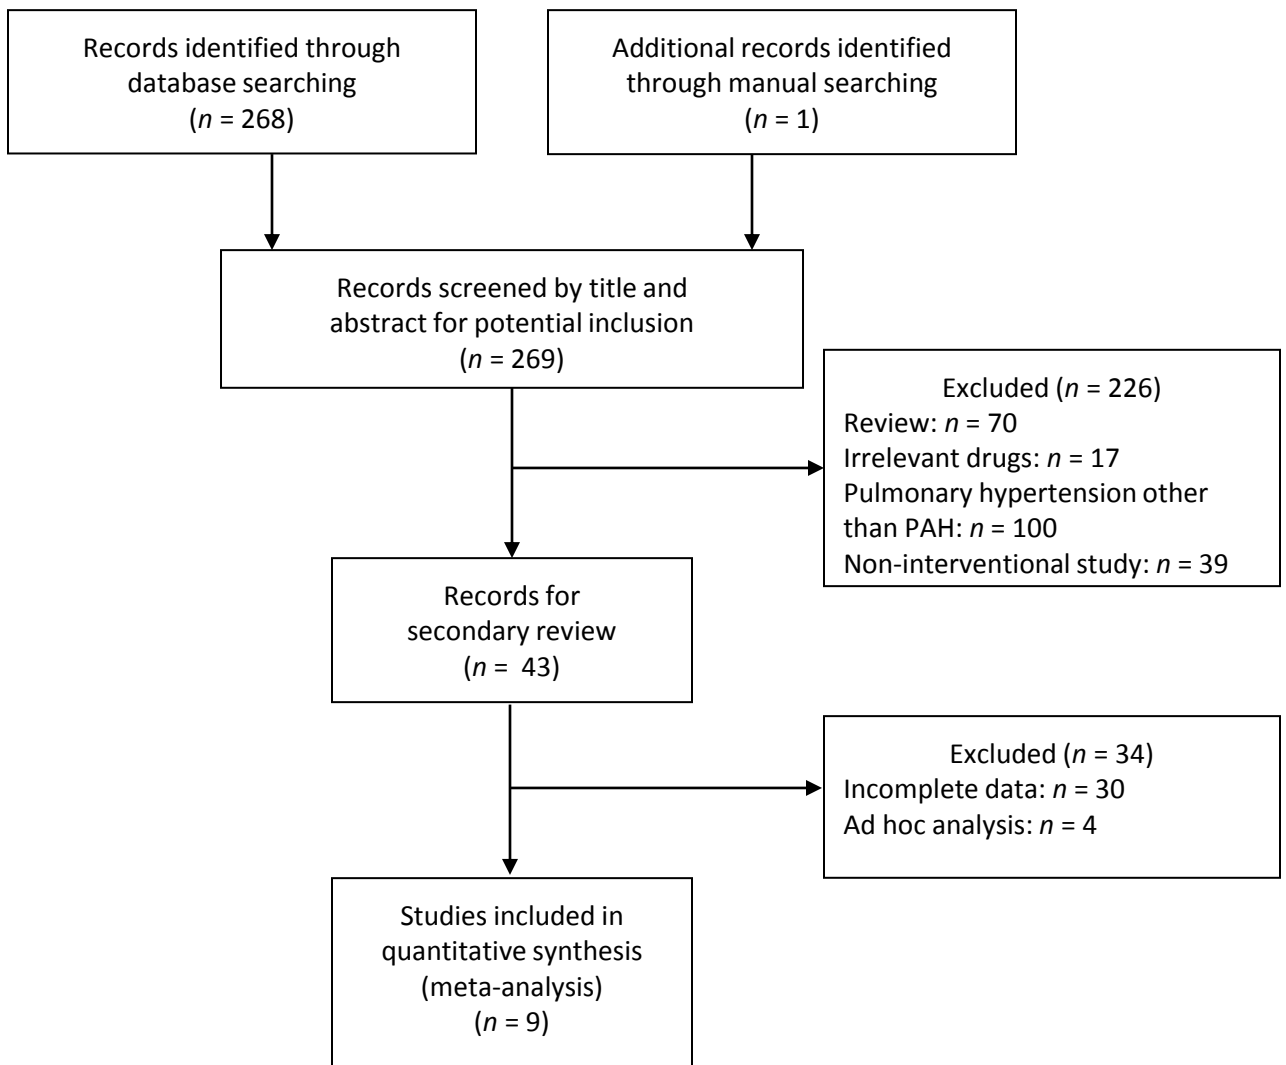 Records identified through
database searching
(n = 268)
Additional records identified
through manual searching
(n = 1)
Records screened by title and
abstract for potential inclusion
(n = 269)
Excluded (n = 226)
Review: n = 70
Irrelevant drugs: n = 17
Pulmonary hypertension other
than PAH: n = 100
Non-interventional study: n = 39
Records for
secondary review
(n =  43)
Excluded (n = 34)
Incomplete data: n = 30
Ad hoc analysis: n = 4
Studies included in
quantitative synthesis
(meta-analysis)
(n = 9)